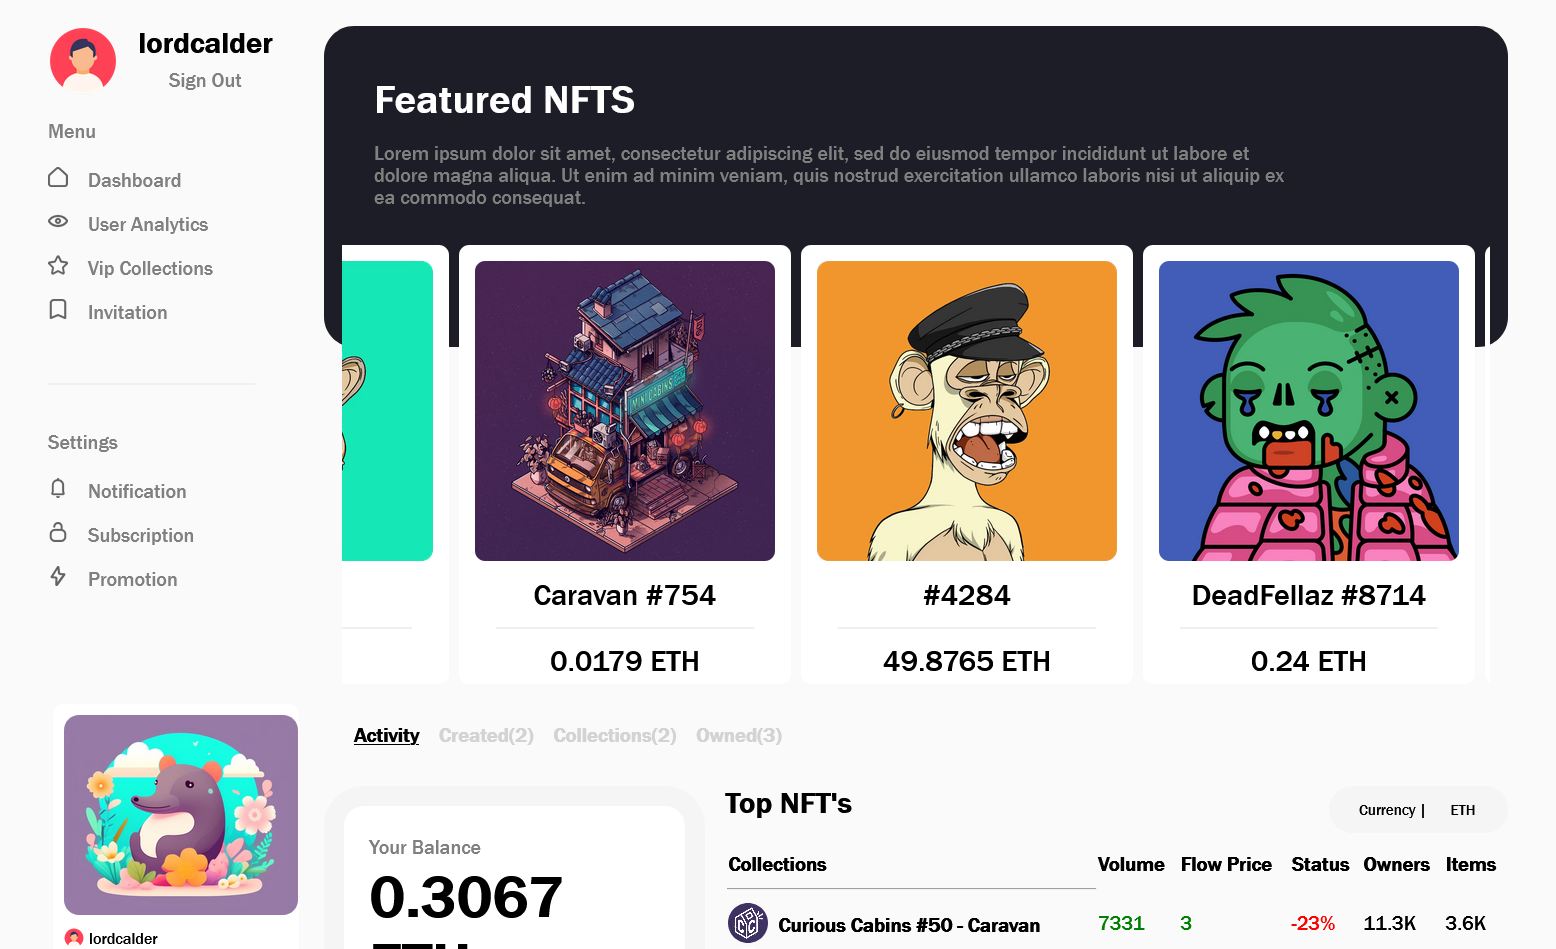 lordcalder
Sign Out
Menu
Dashboard
User Analytics
Vip Collections
Invitation
Settings
Notification
Subscription
Promotion
lordcalder
Featured NFTS
Lorem ipsum dolor sit amet, consectetur adipiscing elit, sed do eiusmod tempor incididunt ut labore et
dolore magna aliqua. Ut enim ad minim veniam, quis nostrud exercitation ullamco laboris nisi ut aliquip ex
ea commodo consequat.
MINICABINS
Caravan #754
0.0179 ETH
#4284
49.8765 ETH
DeadFellaz #8714
0.24 ETH
Activity Created(2) Collections(2) Owned(3)
Your Balance
0.3067
ETH
Top NFT's
Currency | ETH
Collections Volume Flow Price Status Owners Items
Curious Cabins #50 - Caravan 7331 3 -23% 11.3K 3.6K